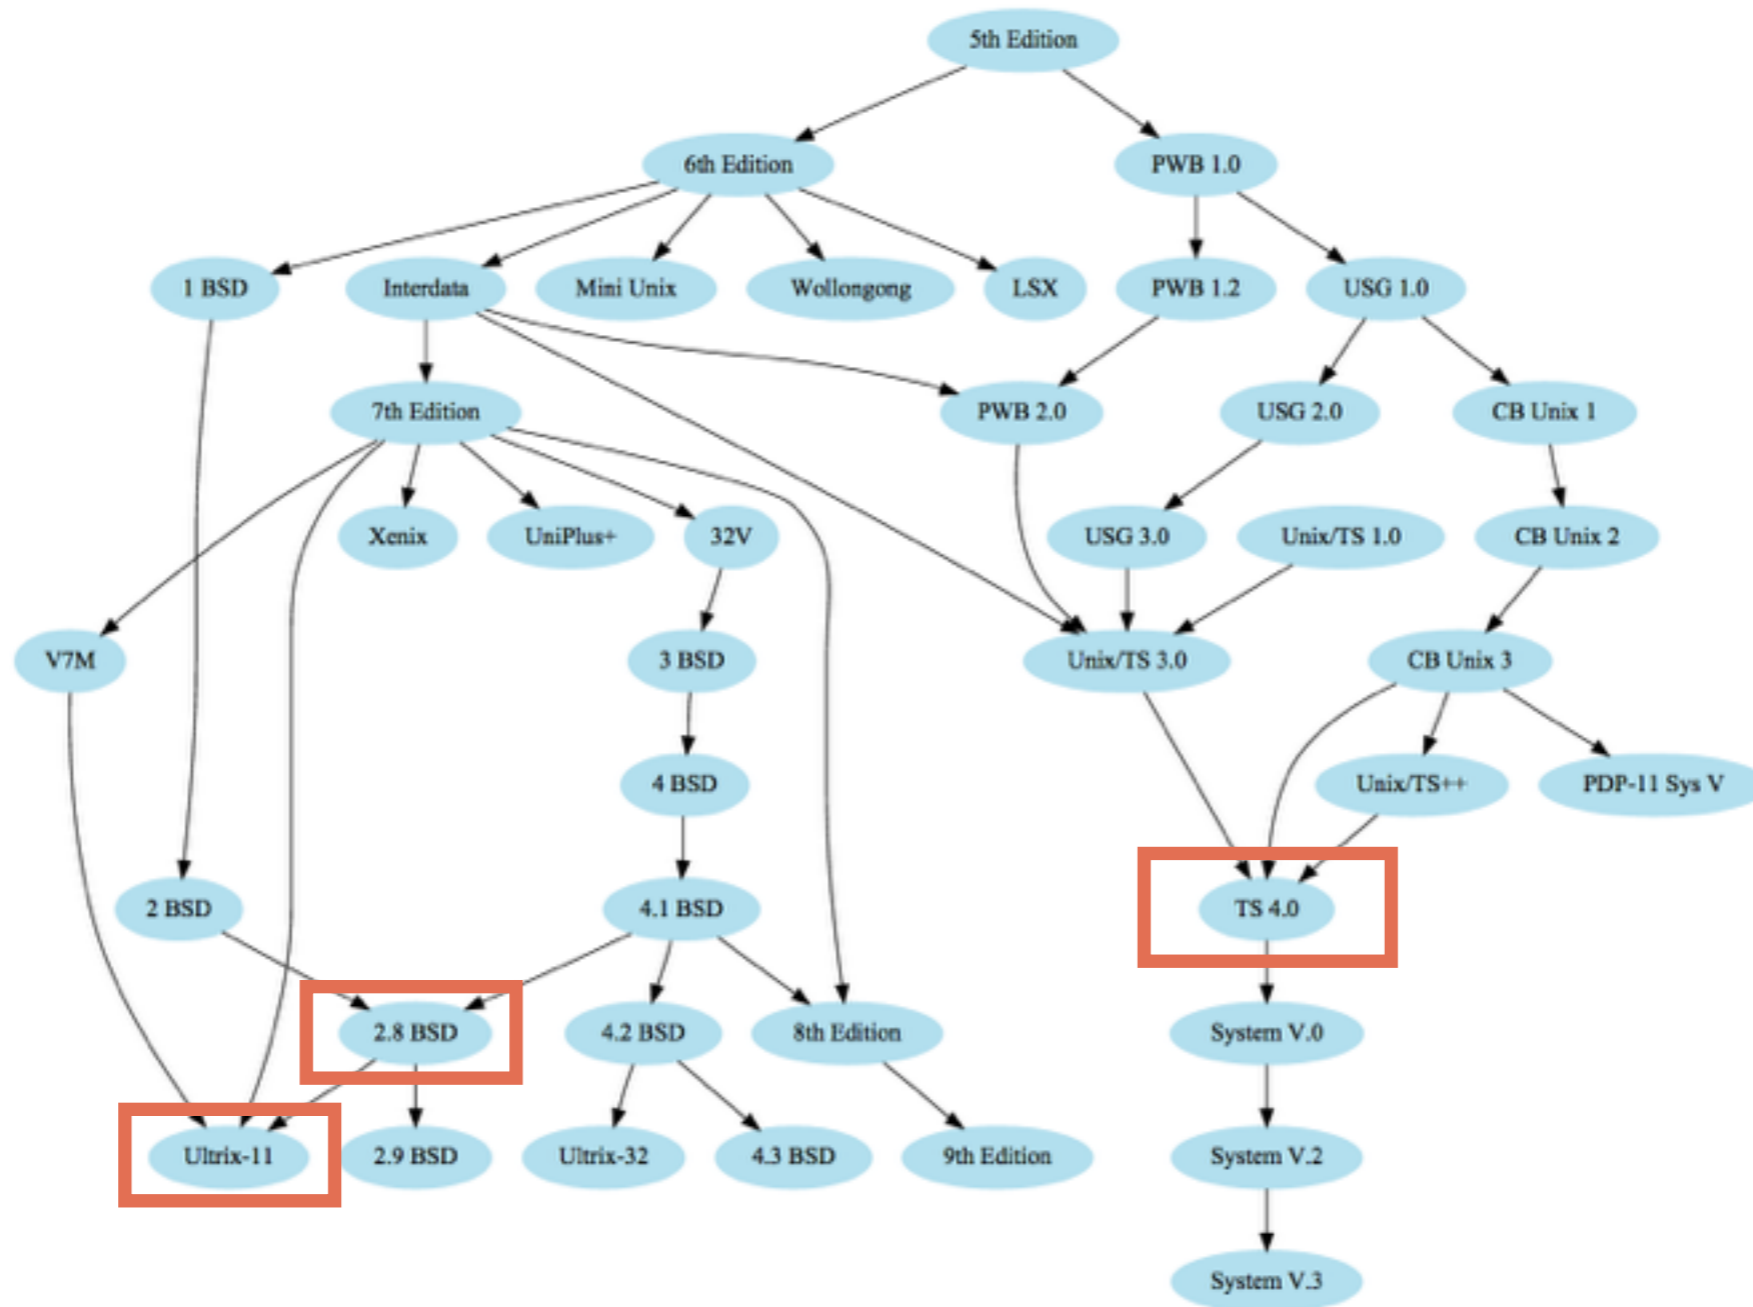 5th Edition
6th Edition
PWB 1.0
1 BSD
Interdata
Mini Unix
Wollongong
LSX
PWB 1.2
USG 1.0
7th Edition
PWB 2.0
USG 2.0
CB Unix 1
Xenix
UniPlus+
32V
USG 3.0
Unix/TS 1.0
CB Unix 2
V7M
3 BSD
Unix/TS 3.0
CB Unix 3
4 BSD
Unix/TS++
PDP-11 Sys V
2 BSD
4.1 BSD
TS 4.0
2.8 BSD
4.2 BSD
8th Edition
System V.0
Ultrix-11
2.9 BSD
Ultrix-32
4.3 BSD
9th Edition
System V.2
System V.3